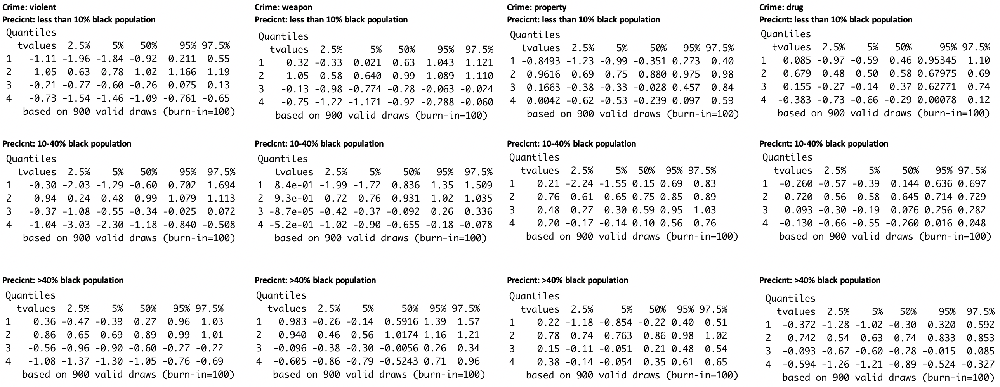 Crime: violent
Precicnt: less than 10% black population
Quantiles
tvalues 2.5% 5% 50% 95% 97.5%
1 -1.11 -1.96 -1.84 -0.92 0.211 0.55
2 1.05 0.63 0.78 1.02 1.166 1.19
3 -0.21 -0.77 -0.60 -0.26 0.075 0.13
4 -0.73 -1.54 -1.46 -1.09 -0.761 -0.65
based on 900 valid draws (burn-in=100)
Precicnt: 10-40% black population
Quantiles
tvalues 2.5% 5% 50% 95% 97.5%
1 -0.30 -2.03 -1.29 -0.60 0.702 1.694
2 0.94 0.24 0.48 0.99 1.079 1.113
3 -0.37 -1.08 -0.55 -0.34 -0.025 0.072
4 -1.04 -3.03 -2.30 -1.18 -0.840 -0.508
based on 900 valid draws (burn-in=100)
Precicnt: >40% black population
Quantiles
tvalues 2.5% 5% 50% 95% 97.5%
1 0.36 -0.47 -0.39 0.27 0.96 1.03
2 0.86 0.65 0.69 0.89 0.99 1.01
3 -0.56 -0.96 -0.90 -0.60 -0.27 -0.22
4 -1.08 -1.37 -1.30 -1.05 -0.76 -0.69
based on 900 valid draws (burn-in=100)
Crime: weapon
Precicnt: less than 10% black population
Quantiles
tvalues 2.5% 5% 50% 95% 97.5%
1 0.32 -0.33 0.021 0.63 1.043 1.121
2 1.05 0.58 0.640 0.99 1.089 1.110
3 -0.13 -0.98 -0.774 -0.28 -0.063 -0.024
4 -0.75 -1.22 -1.171 -0.92 -0.288 -0.060
based on 900 valid draws (burn-in=100)
Precicnt: 10-40% black population
Quantiles
tvalues 2.5% 5% 50% 95% 97.5%
1 8.4e-01 -1.99 -1.72 0.836 1.35 1.509
2 9.3e-01 0.72 0.76 0.931 1.02 1.035
3 -8.7e-05 -0.42 -0.37 -0.092 0.26 0.336
4 -5.2e-01 -1.02 -0.90 -0.655 -0.18 -0.078
based on 900 valid draws (burn-in=100)
Precicnt: >40% black population
Quantiles
tvalues 2.5% 5% 50% 95% 97.5%
1 0.983 -0.26 -0.14 0.5916 1.39 1.57
2 0.940 0.46 0.56 1.0174 1.16 1.21
3 -0.096 -0.38 -0.30 -0.0056 0.26 0.34
4 -0.605 -0.86 -0.79 -0.5243 0.71 0.96
based on 900 valid draws (burn-in=100)
Crime: property
Precicnt: less than 10% black population
Quantiles
tvalues 2.5% 5% 50% 95% 97.5%
1 -0.8493 -1.23 -0.99 -0.351 0.273 0.40
2 0.9616 0.69 0.75 0.880 0.975 0.98
3 0.1663 -0.38 -0.33 -0.028 0.457 0.84
4 0.0042 -0.62 -0.53 -0.239 0.097 0.59
based on 900 valid draws (burn-in=100)
Precicnt: 10-40% black population
Quantiles
tvalues 2.5% 5% 50% 95% 97.5%
1 0.21 -2.24 -1.55 0.15 0.69 0.83
2 0.76 0.61 0.65 0.75 0.85 0.89
3 0.48 0.27 0.30 0.59 0.95 1.03
4 0.20 -0.17 -0.14 0.10 0.56 0.76
based on 900 valid draws (burn-in=100)
Precicnt: >40% black population
Quantiles
tvalues 2.5% 5% 50% 95% 97.5%
1 0.22 -1.18 -0.854 -0.22 0.40 0.51
2 0.78 0.74 0.763 0.86 0.98 1.02
3 0.15 -0.11 -0.051 0.21 0.48 0.54
4 0.38 -0.14 -0.054 0.35 0.61 0.65
based on 900 valid draws (burn-in=100)
Crime: drug
Precicnt: less than 10% black population
Quantiles
tvalues 2.5% 5% 50% 95% 97.5%
1 0.085 -0.97 -0.59 0.46 0.95345 1.10
2 0.679 0.48 0.50 0.58 0.67975 0.69
3 0.155 -0.27 -0.14 0.37 0.62771 0.74
4 -0.383 -0.73 -0.66 -0.29 0.00078 0.12
based on 900 valid draws (burn-in=100)
Precicnt: 10-40% black population
Quantiles
tvalues 2.5% 5% 50% 95% 97.5%
1 -0.260 -0.57 -0.39 0.144 0.636 0.697
2 0.720 0.56 0.58 0.645 0.714 0.729
3 0.093 -0.30 -0.19 0.076 0.256 0.282
4 -0.130 -0.66 -0.55 -0.260 0.016 0.048
based on 900 valid draws (burn-in=100)
Precicnt: >40% black population
Quantiles
tvalues 2.5% 5% 50% 95% 97.5%
1 -0.372 -1.28 -1.02 -0.30 0.320 0.592
2 0.742 0.54 0.63 0.74 0.833 0.853
3 -0.093 -0.67 -0.60 -0.28 -0.015 0.085
4 -0.594 -1.26 -1.21 -0.89 -0.524 -0.327
based on 900 valid draws (burn-in=100)